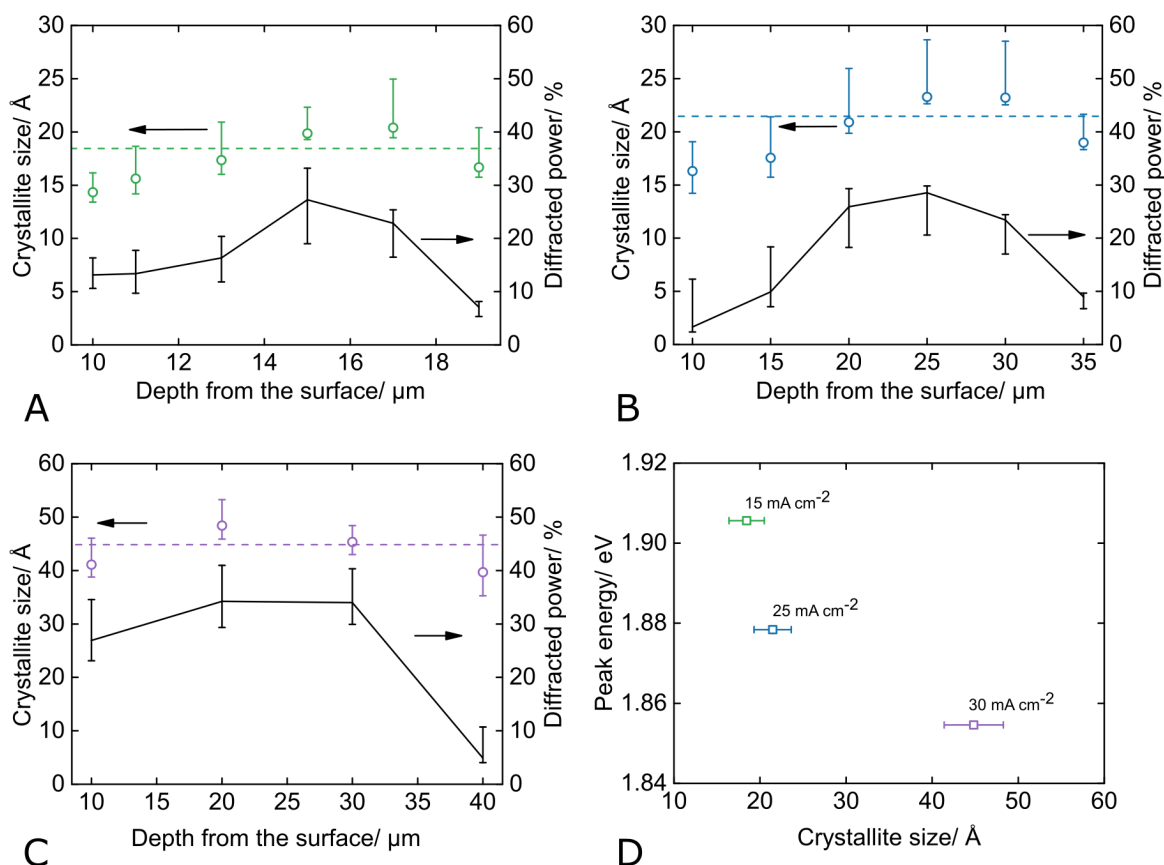 30
25
20
15
10
5
0
Crystallite size/ Å
60
50
40
30
20
10
0
Diffracted power/ %
10 12 14 16 18
Depth from the surface/ µm
A
30
25
20
15
10
5
0
Crystallite size/ Å
60
50
40
30
20
10
0
Diffracted power/ %
10 15 20 25 30 35
Depth from the surface/ µm
B
60
50
40
30
20
10
0
Crystallite size/ Å
60
50
40
30
20
10
0
Diffracted power/ %
10 15 20 25 30 35 40
Depth from the surface/ µm
C
1.92
1.90
1.88
1.86
1.84
Peak energy/ eV
15 mA cm⁻²
25 mA cm⁻²
30 mA cm⁻²
10 20 30 40 50 60
Crystallite size/ Å
D